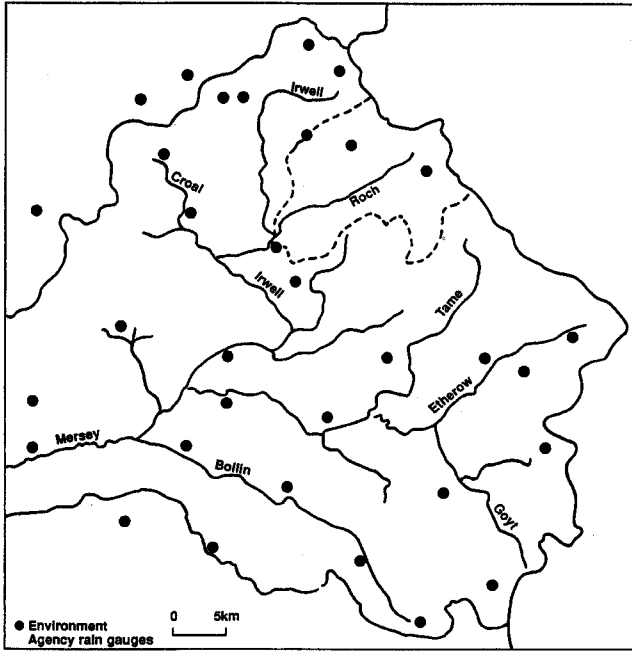 Irwell
Croal
Roch
Irwell
Tame
Etherow
Mersey
Bollin
Goyt
0 5km
Environment
Agency rain gauges